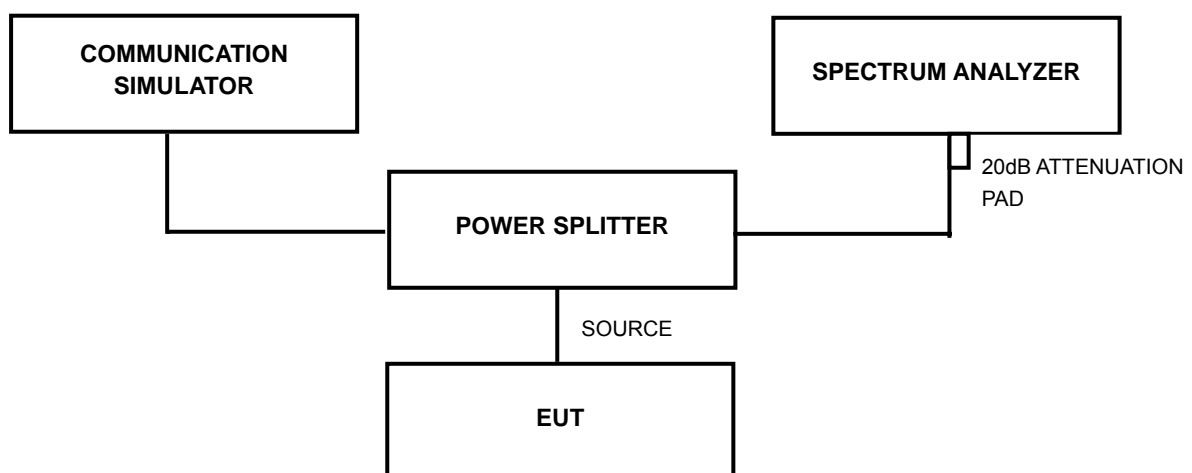 COMMUNICATION
SIMULATOR
SPECTRUM ANALYZER
20dB ATTENUATION
PAD
POWER SPLITTER
SOURCE
EUT